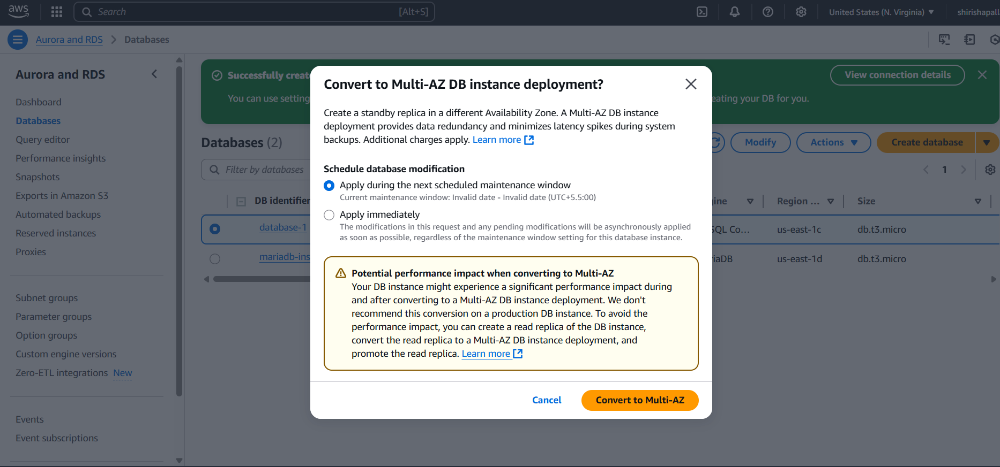 aws
Search
[Alt+S]
United States (N. Virginia)
shirishapall
Aurora and RDS
Databases
Aurora and RDS
Dashboard
Databases
Query editor
Performance insights
Snapshots
Exports in Amazon S3
Automated backups
Reserved instances
Proxies
Subnet groups
Parameter groups
Option groups
Custom engine versions
Zero-ETL integrations New
Events
Event subscriptions
Successfully create
You can use setting
eating your DB for you.
View connection details
Databases (2)
Modify
Actions
Create database
Filter by databases
1
DB identifier
ine
Region ...
Size
database-1
SQL Co...
us-east-1c
db.t3.micro
mariadb-ins
riaDB
us-east-1d
db.t3.micro
Convert to Multi-AZ DB instance deployment?
Create a standby replica in a different Availability Zone. A Multi-AZ DB instance
deployment provides data redundancy and minimizes latency spikes during system
backups. Additional charges apply. Learn more
Schedule database modification
Apply during the next scheduled maintenance window
Current maintenance window: Invalid date - Invalid date (UTC+5.5:00)
Apply immediately
The modifications in this request and any pending modifications will be asynchronously applied
as soon as possible, regardless of the maintenance window setting for this database instance.
Potential performance impact when converting to Multi-AZ
Your DB instance might experience a significant performance impact during
and after converting to a Multi-AZ DB instance deployment. We don't
recommend this conversion on a production DB instance. To avoid the
performance impact, you can create a read replica of the DB instance,
convert the read replica to a Multi-AZ DB instance deployment, and
promote the read replica. Learn more
Cancel
Convert to Multi-AZ